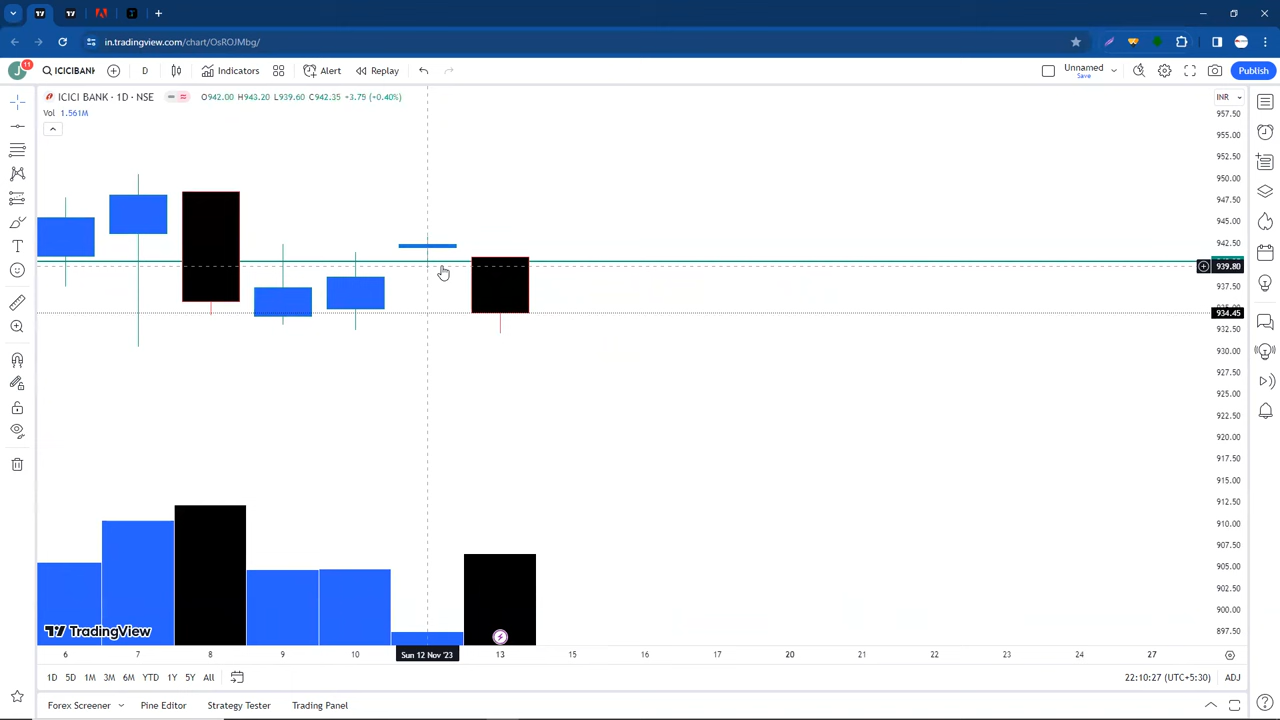 in.tradingview.com/chart/OsROJMbg/
J
11
ICICIBANK
D
Indicators
Alert
Replay
Unnamed
Save
Publish
ICICI BANK · 1D · NSE
O942.00 H943.20 L939.60 C942.35 +3.75 (+0.40%)
INR
Vol 1.561M
957.50
955.00
952.50
950.00
947.50
945.00
942.50
939.80
937.50
934.45
932.50
930.00
927.50
925.00
922.50
920.00
917.50
915.00
912.50
910.00
907.50
905.00
902.50
900.00
897.50
TradingView
6 7 8 9 10 Sun 12 Nov '23 13 15 16 17 20 21 22 23 24 27
1D 5D 1M 3M 6M YTD 1Y 5Y All
22:10:27 (UTC+5:30) ADJ
Forex Screener Pine Editor Strategy Tester Trading Panel